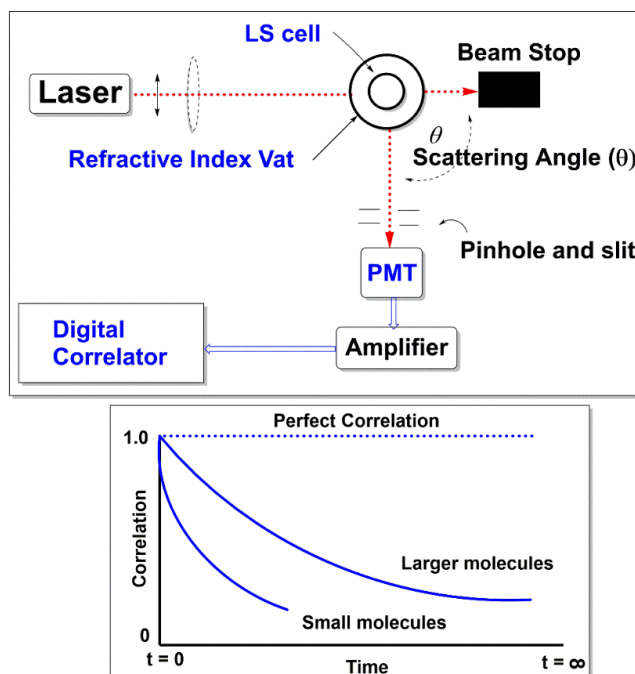 LS cell
Beam Stop
Laser
θ
Refractive Index Vat
Scattering Angle (θ)
Pinhole and slit
PMT
Digital
Correlator
Amplifier
Perfect Correlation
1.0
Correlation
Larger molecules
Small molecules
0
t = 0
Time
t = ∞